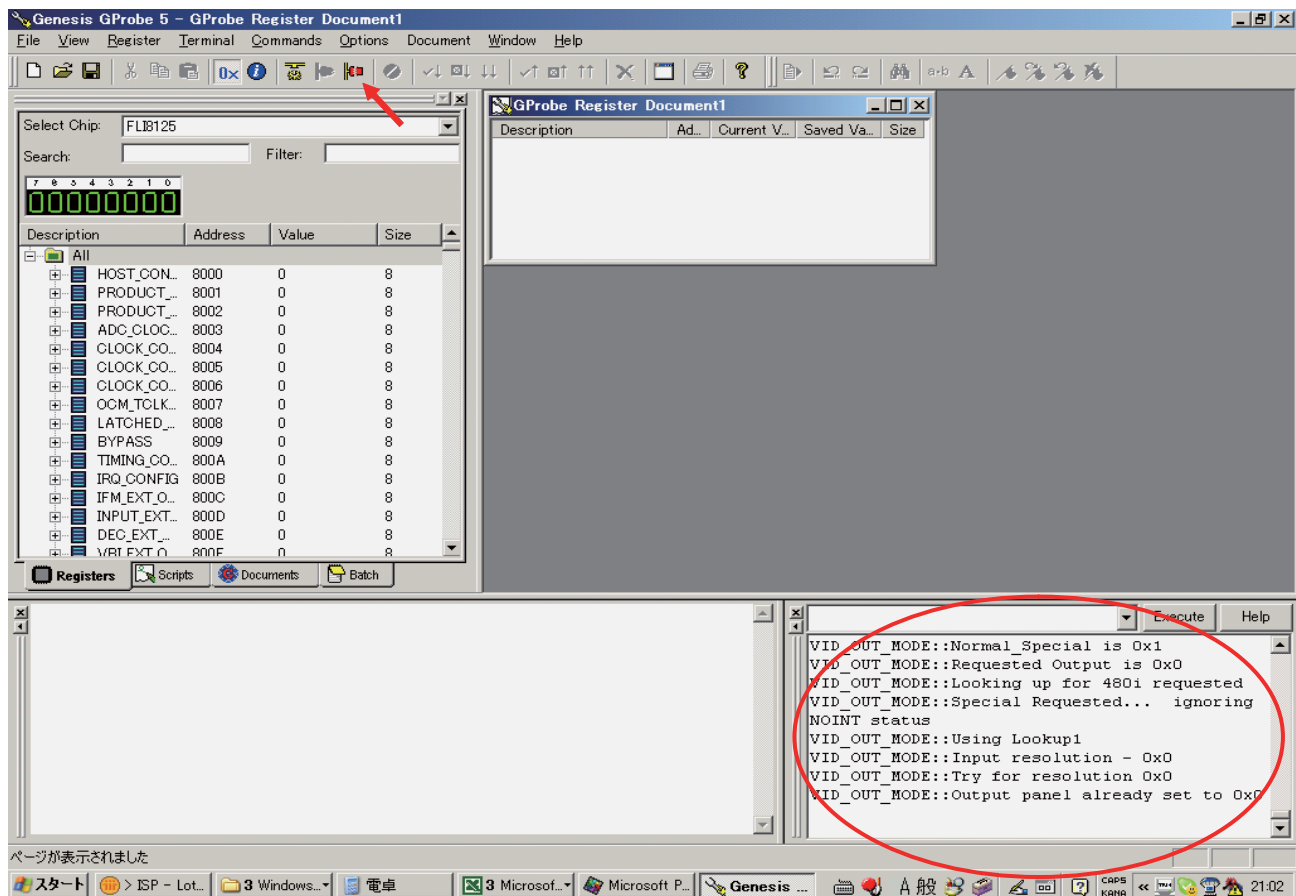 Genesis GProbe 5 - GProbe Register Document1
File View Register Terminal Commands Options Document Window Help
0x
a·b A
Select Chip: FLI8125
Search: Filter:
7 6 5 4 3 2 1 0
00000000
Description Address Value Size
All
HOST_CON... 8000 0 8
PRODUCT_... 8001 0 8
PRODUCT_... 8002 0 8
ADC_CLOC... 8003 0 8
CLOCK_CO... 8004 0 8
CLOCK_CO... 8005 0 8
CLOCK_CO... 8006 0 8
OCM_TCLK... 8007 0 8
LATCHED_... 8008 0 8
BYPASS 8009 0 8
TIMING_CO... 800A 0 8
IRQ_CONFIG 800B 0 8
IFM_EXT_O... 800C 0 8
INPUT_EXT... 800D 0 8
DEC_EXT_... 800E 0 8
VBI_EXT_O... 800F 0 8
Registers Scripts Documents Batch
GProbe Register Document1
Description Ad... Current V... Saved Va... Size
Execute Help
VID_OUT_MODE::Normal_Special is 0x1
VID_OUT_MODE::Requested Output is 0x0
VID_OUT_MODE::Looking up for 480i requested
VID_OUT_MODE::Special Requested... ignoring
NOINT status
VID_OUT_MODE::Using Lookup1
VID_OUT_MODE::Input resolution - 0x0
VID_OUT_MODE::Try for resolution 0x0
VID_OUT_MODE::Output panel already set to 0x0
ページが表示されました
スタート > ISP - Lot... 3 Windows... 電卓 3 Microsof... Microsoft P... Genesis ... A 般 CAPS KANA « 21:02